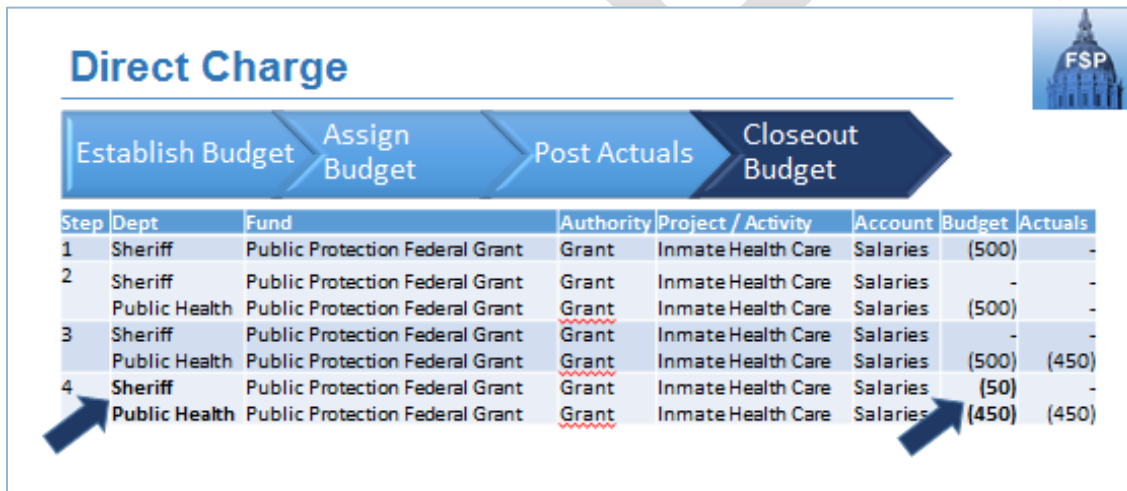 Direct Charge
FSP
Establish Budget
Assign
Budget
Post Actuals
Closeout
Budget
Step Dept Fund Authority Project / Activity Account Budget Actuals
1 Sheriff Public Protection Federal Grant Grant Inmate Health Care Salaries (500) -
2 Sheriff Public Protection Federal Grant Grant Inmate Health Care Salaries - -
Public Health Public Protection Federal Grant Grant Inmate Health Care Salaries (500) -
3 Sheriff Public Protection Federal Grant Grant Inmate Health Care Salaries - -
Public Health Public Protection Federal Grant Grant Inmate Health Care Salaries (500) (450)
4 Sheriff Public Protection Federal Grant Grant Inmate Health Care Salaries (50) -
Public Health Public Protection Federal Grant Grant Inmate Health Care Salaries (450) (450)